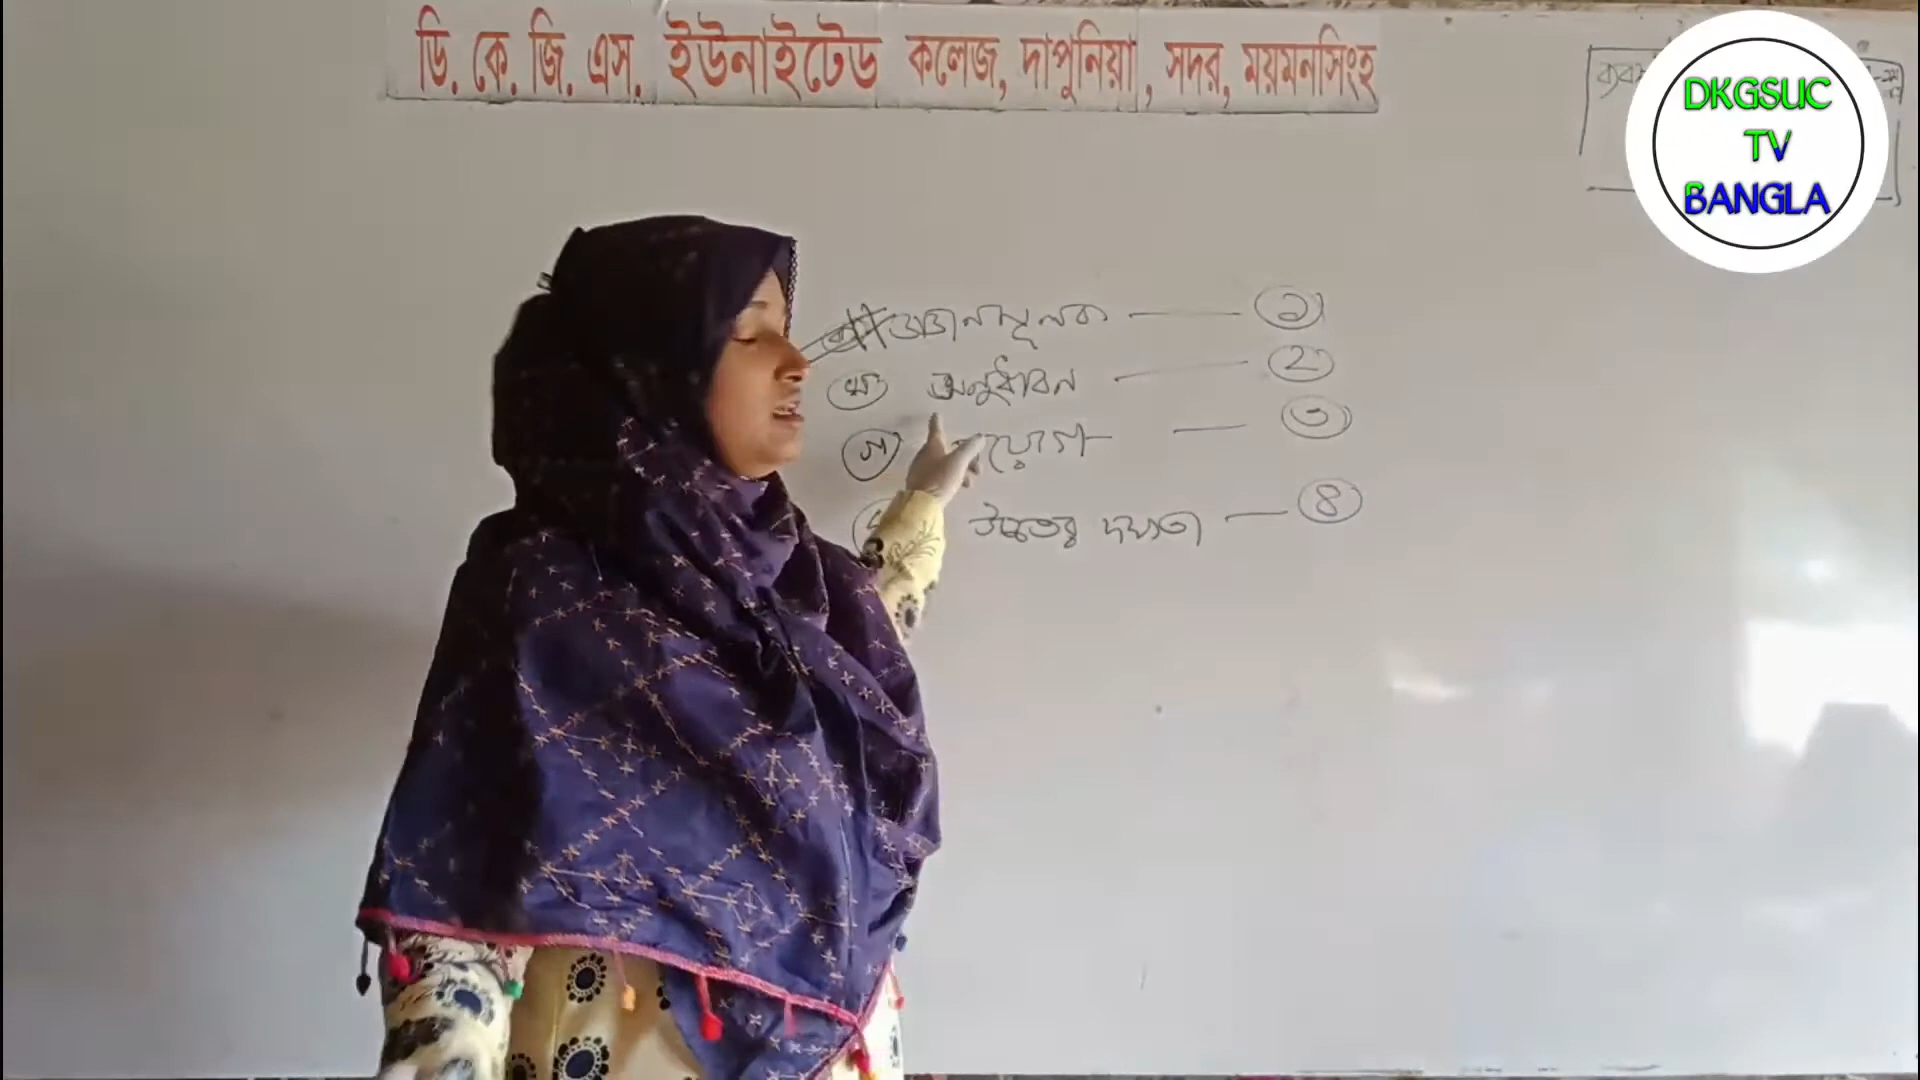 ডি. কে. জি. এস. ইউনাইটেড কলেজ, দাপুনিয়া, সদর, ময়মনসিংহ
DKGSUC
TV
BANGLA
জ্ঞানমূলক — ১
খ অনুধাবন — ২
গ — ৩
উচ্চতর দক্ষতা — ৪